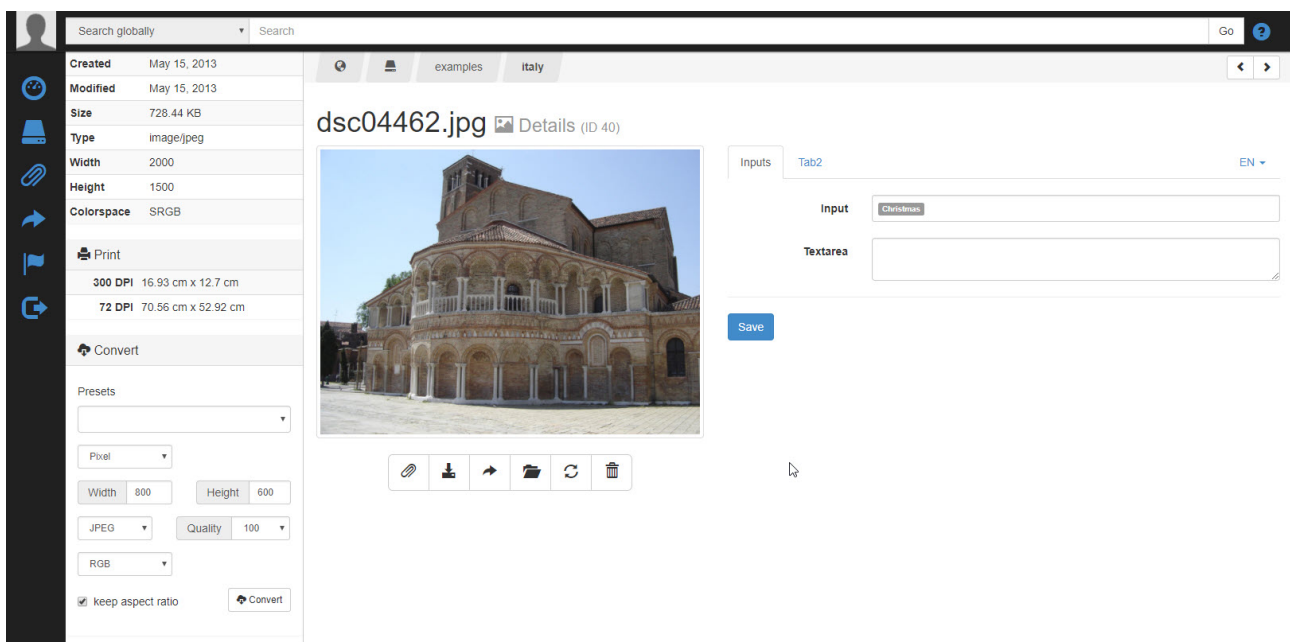 Search globally Search Go
Created May 15, 2013
Modified May 15, 2013
Size 728.44 KB
Type image/jpeg
Width 2000
Height 1500
Colorspace SRGB
Print
300 DPI 16.93 cm x 12.7 cm
72 DPI 70.56 cm x 52.92 cm
Convert
Presets
Pixel
Width 800 Height 600
JPEG Quality 100
RGB
keep aspect ratio Convert
examples italy
dsc04462.jpg Details (ID 40)
Inputs Tab2 EN
Input Christmas
Textarea
Save